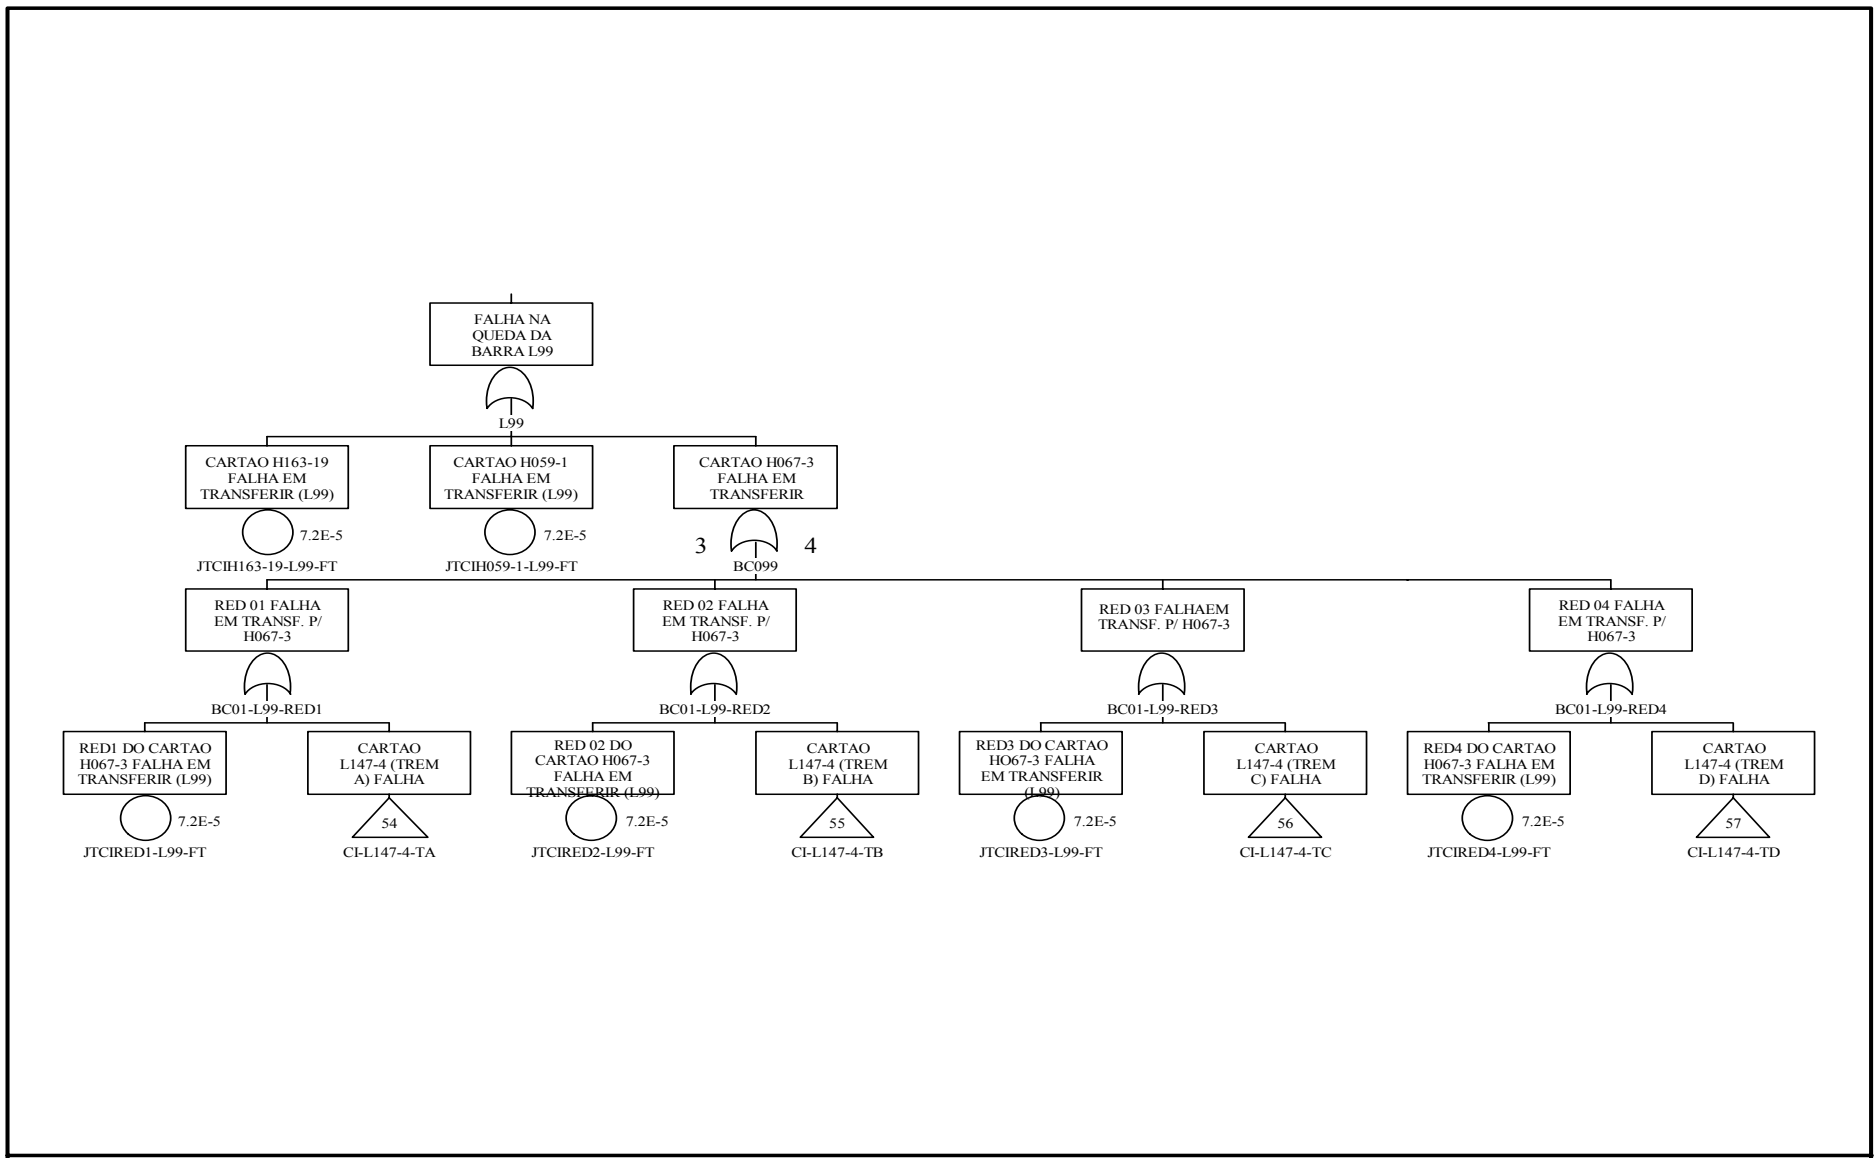 FALHA NA
QUEDA DA
BARRA L99
L99
CARTAO H163-19
FALHA EM
TRANSFERIR (L99)
7.2E-5
JTCIH163-19-L99-FT
CARTAO H059-1
FALHA EM
TRANSFERIR (L99)
7.2E-5
JTCIH059-1-L99-FT
CARTAO H067-3
FALHA EM
TRANSFERIR
3
4
BC099
RED 01 FALHA
EM TRANSF. P/
H067-3
BC01-L99-RED1
RED 02 FALHA
EM TRANSF. P/
H067-3
BC01-L99-RED2
RED 03 FALHAEM
TRANSF. P/ H067-3
BC01-L99-RED3
RED 04 FALHA
EM TRANSF. P/
H067-3
BC01-L99-RED4
RED1 DO CARTAO
H067-3 FALHA EM
TRANSFERIR (L99)
7.2E-5
JTCIRED1-L99-FT
CARTAO
L147-4 (TREM
A) FALHA
54
CI-L147-4-TA
RED 02 DO
CARTAO H067-3
FALHA EM
TRANSFERIR (L99)
7.2E-5
JTCIRED2-L99-FT
CARTAO
L147-4 (TREM
B) FALHA
55
CI-L147-4-TB
RED3 DO CARTAO
HO67-3 FALHA
EM TRANSFERIR
(L99)
7.2E-5
JTCIRED3-L99-FT
CARTAO
L147-4 (TREM
C) FALHA
56
CI-L147-4-TC
RED4 DO CARTAO
H067-3 FALHA EM
TRANSFERIR (L99)
7.2E-5
JTCIRED4-L99-FT
CARTAO
L147-4 (TREM
D) FALHA
57
CI-L147-4-TD